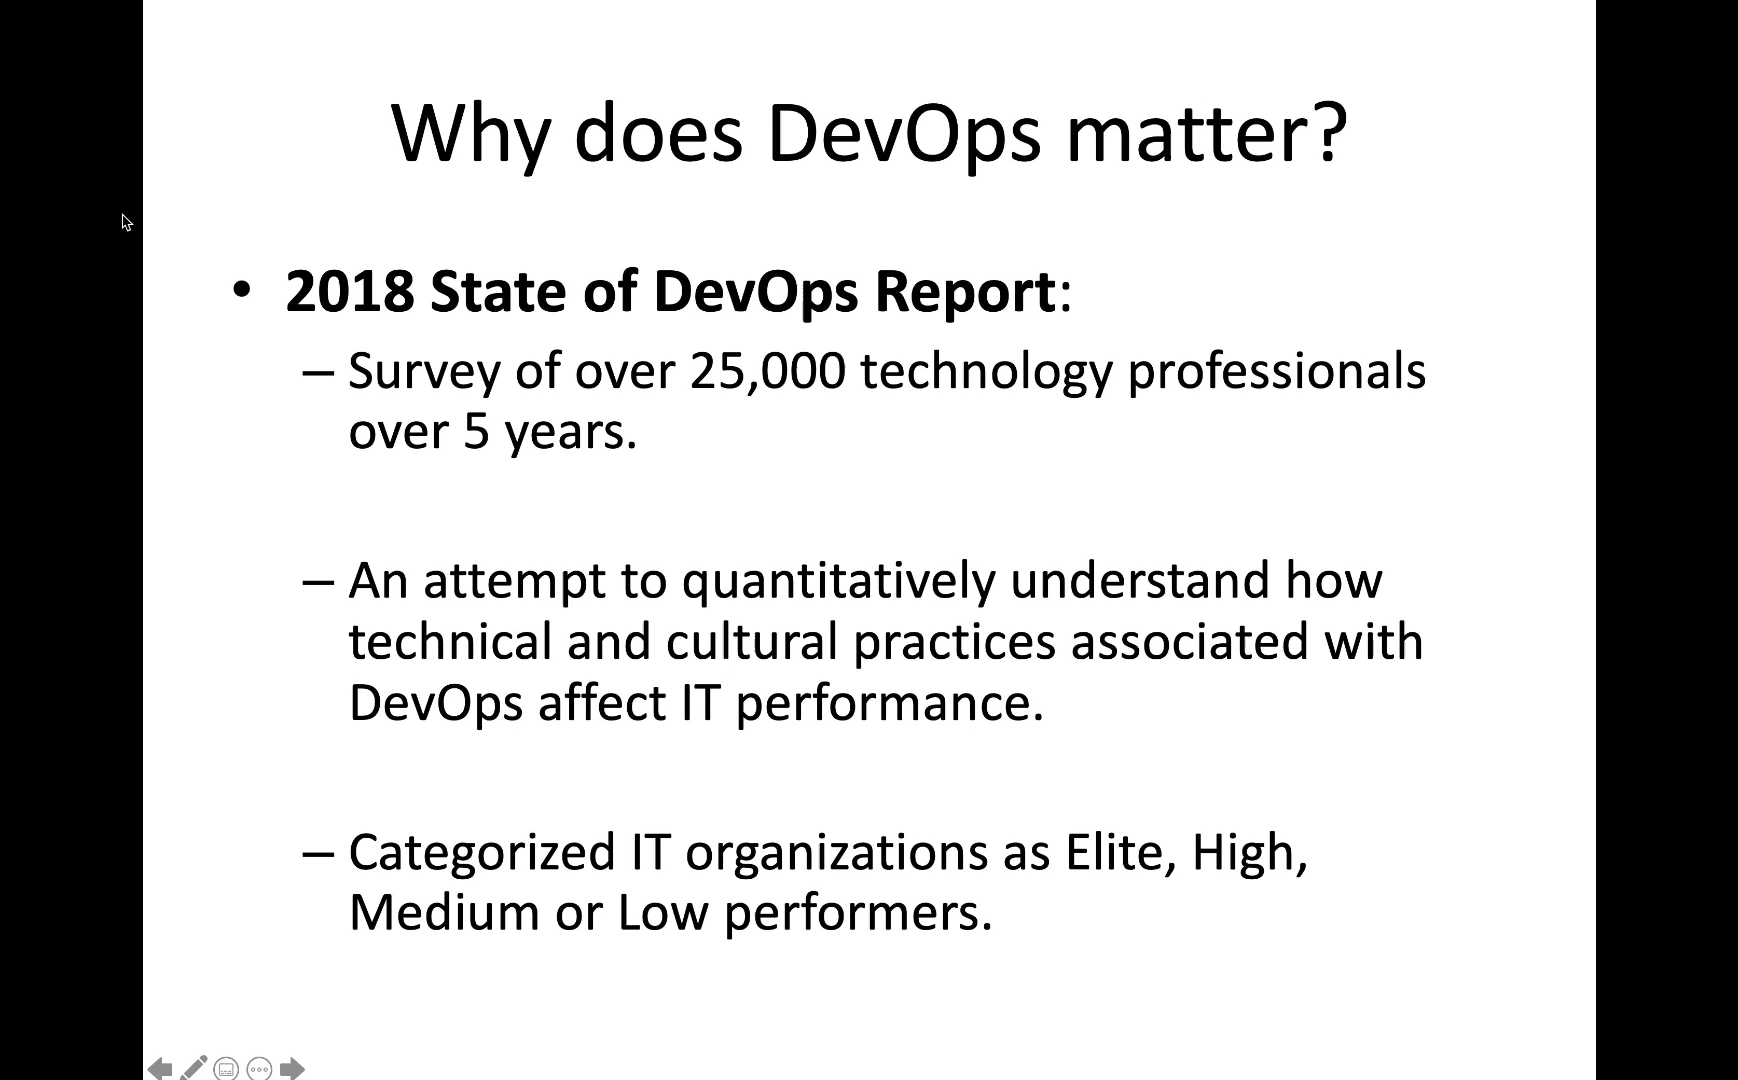 Why does DevOps matter?
• 2018 State of DevOps Report:
– Survey of over 25,000 technology professionals
over 5 years.
– An attempt to quantitatively understand how
technical and cultural practices associated with
DevOps affect IT performance.
– Categorized IT organizations as Elite, High,
Medium or Low performers.